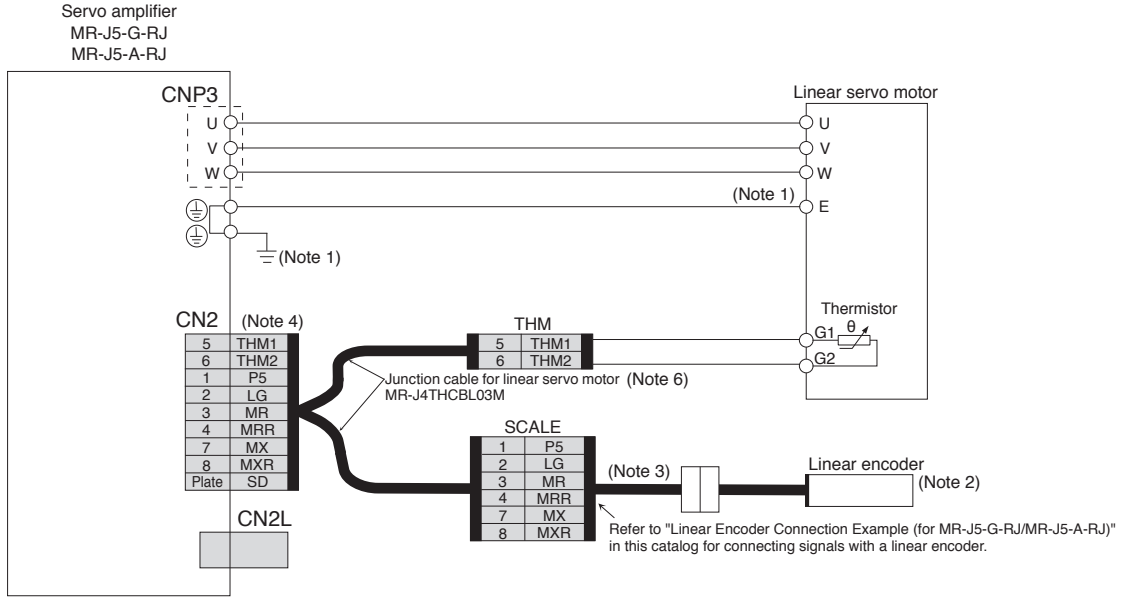 Servo amplifier
MR-J5-G-RJ
MR-J5-A-RJ
CNP3
Linear servo motor
U
U
V
V
W
W
(Note 1)
E
(Note 1)
CN2
(Note 4)
5 THM1
6 THM2
1 P5
2 LG
3 MR
4 MRR
7 MX
8 MXR
Plate SD
THM
5 THM1
6 THM2
Thermistor
θ
G1
G2
Junction cable for linear servo motor (Note 6)
MR-J4THCBL03M
SCALE
1 P5
2 LG
3 MR
4 MRR
7 MX
8 MXR
(Note 3)
Linear encoder
(Note 2)
Refer to "Linear Encoder Connection Example (for MR-J5-G-RJ/MR-J5-A-RJ)"
in this catalog for connecting signals with a linear encoder.
CN2L